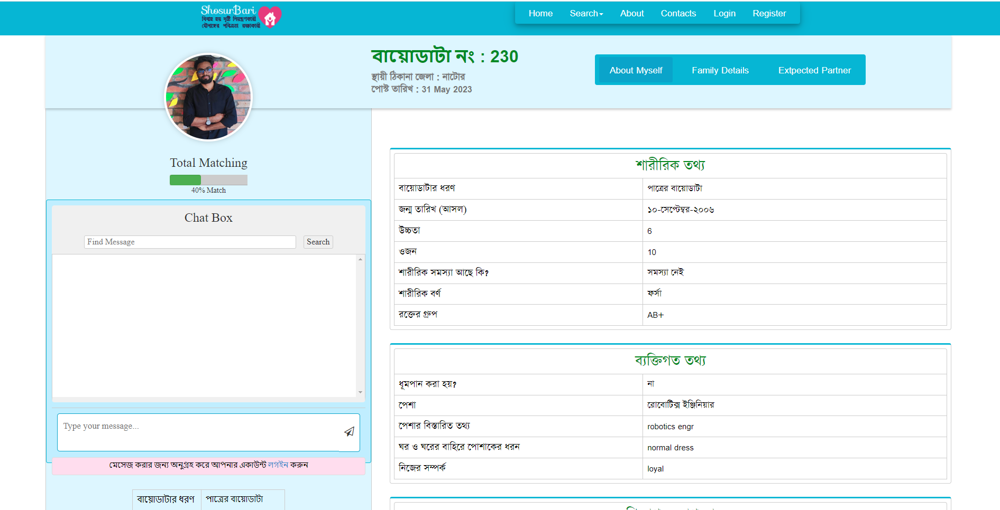 ShosurBari
বিবাহ হয় দৃষ্টি নিয়ন্ত্রণকারী
যৌনাঙ্গের পবিত্রতা রক্ষাকারী
Home Search About Contacts Login Register
বায়োডাটা নং : 230
স্থায়ী ঠিকানা জেলা : নাটোর
পোস্ট তারিখ : 31 May 2023
About Myself Family Details Extpected Partner
Total Matching
40% Match
Chat Box
Find Message Search
Type your message...
মেসেজ করার জন্য অনুগ্রহ করে আপনার একাউন্ট লগইন করুন
বায়োডাটার ধরণ পাত্রের বায়োডাটা
শারীরিক তথ্য
বায়োডাটার ধরণ পাত্রের বায়োডাটা
জন্ম তারিখ (আসল) ১০-সেপ্টেম্বর-২০০৬
উচ্চতা 6
ওজন 10
শারীরিক সমস্যা আছে কি? সমস্যা নেই
শারীরিক বর্ণ ফর্সা
রক্তের গ্রুপ AB+
ব্যক্তিগত তথ্য
ধূমপান করা হয়? না
পেশা রোবোটিক্স ইঞ্জিনিয়ার
পেশার বিস্তারিত তথ্য robotics engr
ঘর ও ঘরের বাহিরে পোশাকের ধরন normal dress
নিজের সম্পর্ক loyal